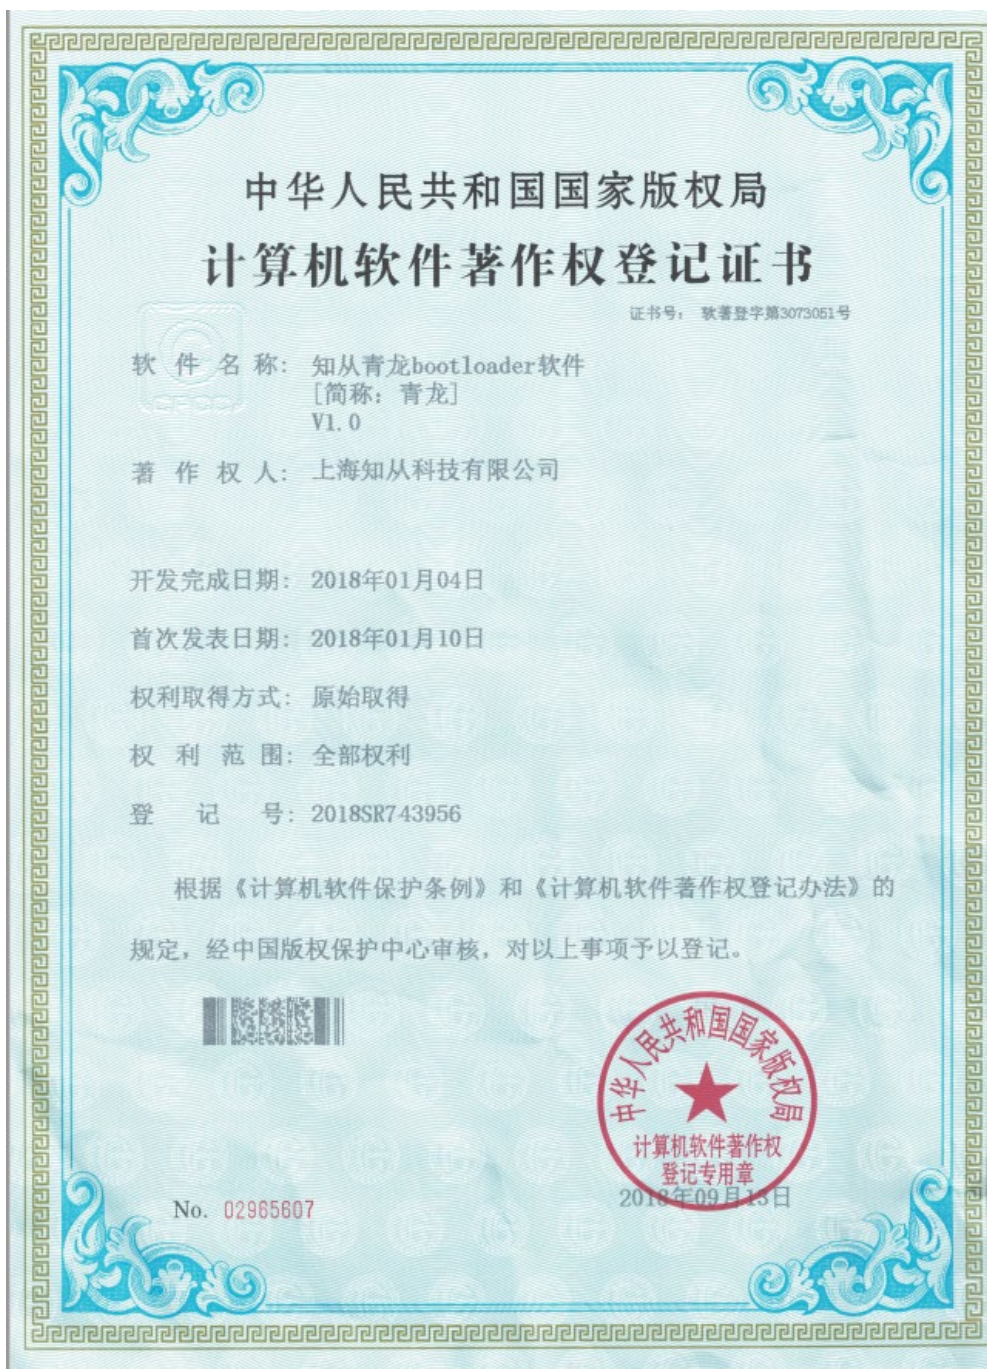 中华人民共和国国家版权局
计算机软件著作权登记证书
证书号： 软著登字第3073051号
软件名称： 知从青龙bootloader软件
[简称：青龙]
V1.0
著作权人： 上海知从科技有限公司
开发完成日期： 2018年01月04日
首次发表日期： 2018年01月10日
权利取得方式： 原始取得
权利范围： 全部权利
登记号： 2018SR743956
根据《计算机软件保护条例》和《计算机软件著作权登记办法》的
规定，经中国版权保护中心审核，对以上事项予以登记。
中华人民共和国国家版权局
计算机软件著作权
登记专用章
2018年09月13日
No. 02965607